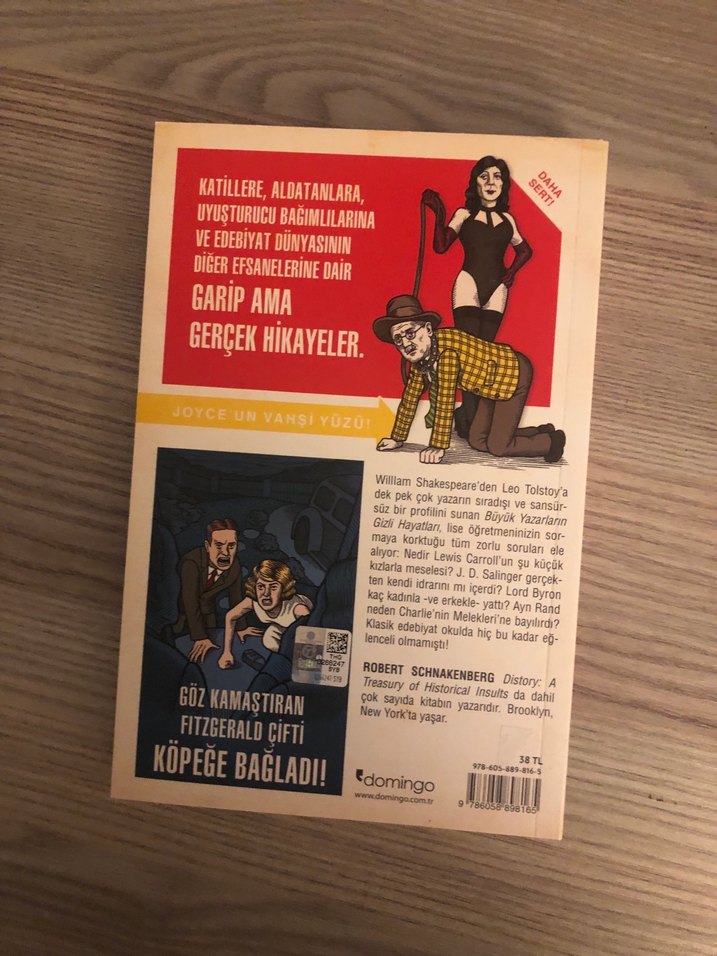 KATİLLERE, ALDATANLARA,
UYUŞTURUCU BAĞIMLILARINA
VE EDEBİYAT DÜNYASININ
DİĞER EFSANELERİNE DAİR
GARİP AMA
GERÇEK HİKAYELER.
DAHA
SERT!
JOYCE'UN VAHŞİ YÜZÜ!
Willlam Shakespeare'den Leo Tolstoy'a
dek pek çok yazarın sıradışı ve sansür-
süz bir profilini sunan Büyük Yazarların
Gizli Hayatları, lise öğretmeninizin sor-
maya korktuğu tüm zorlu soruları ele
alıyor: Nedir Lewis Carroll'un şu küçük
kızlarla meselesi? J. D. Salinger gerçek-
ten kendi idrarını mı içerdi? Lord Byron
kaç kadınla -ve erkekle- yattı? Ayn Rand
neden Charlie'nin Melekleri'ne bayılırdı?
Klasik edebiyat okulda hiç bu kadar eğ-
lenceli olmamıştı!
ROBERT SCHNAKENBERG Distory: A
Treasury of Historical Insults da dahil
çok sayıda kitabın yazarıdır. Brooklyn,
New York'ta yaşar.
GÖZ KAMAŞTIRAN
FITZGERALD ÇİFTİ
KÖPEĞE BAĞLADI!
domingo
www.domingo.com.tr
38 TL
978-605-889-816-5
9 786058 898165